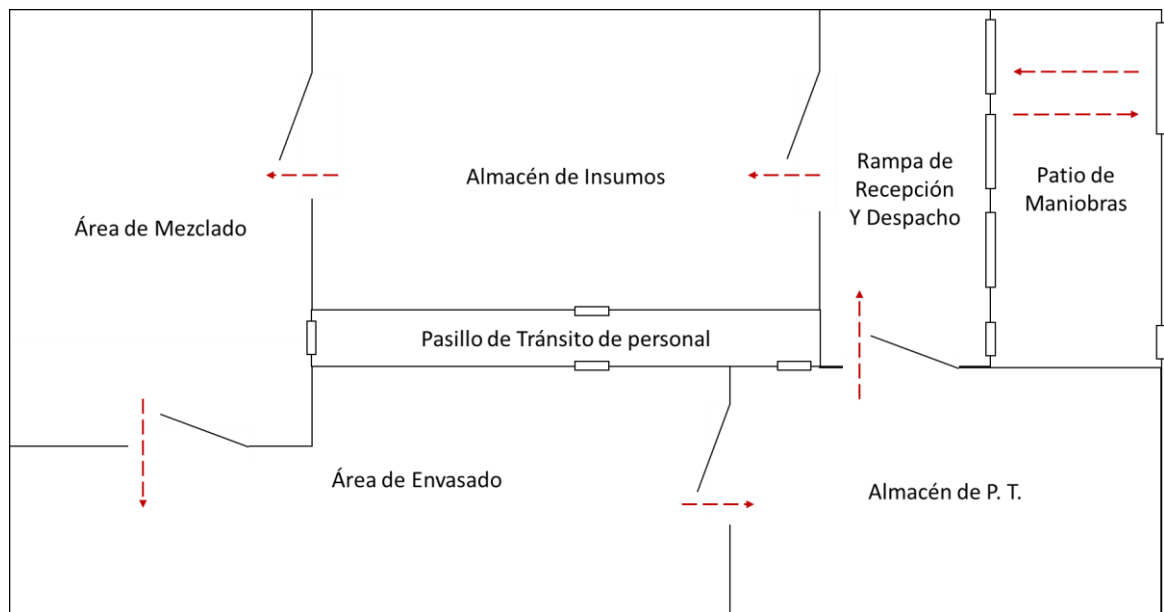 Almacén de Insumos
Rampa de
Recepción
Y Despacho
Patio de
Maniobras
Área de Mezclado
Pasillo de Tránsito de personal
Área de Envasado
Almacén de P. T.